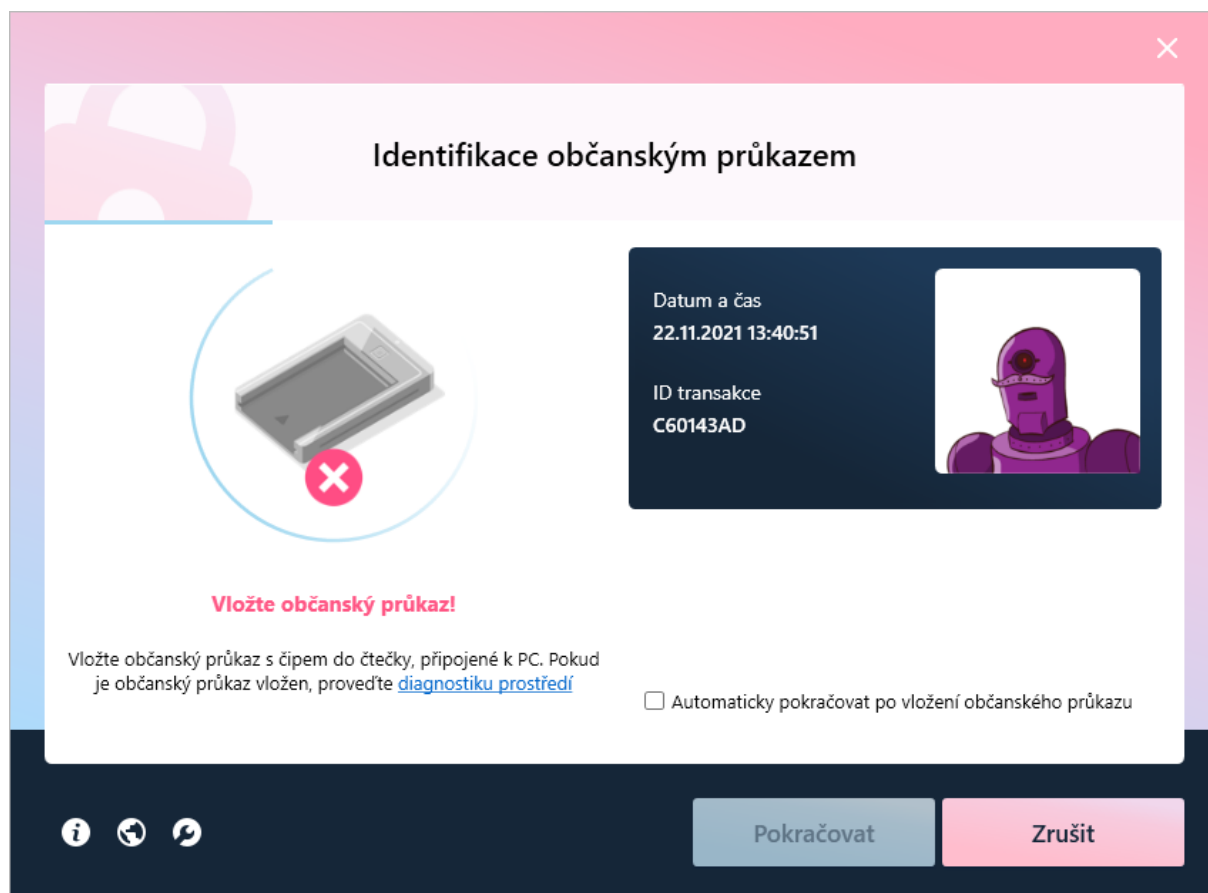 Identifikace občanským průkazem
Datum a čas
22.11.2021 13:40:51
ID transakce
C60143AD
Vložte občanský průkaz!
Vložte občanský průkaz s čipem do čtečky, připojené k PC. Pokud
je občanský průkaz vložen, proveďte diagnostiku prostředí
Automaticky pokračovat po vložení občanského průkazu
Pokračovat
Zrušit